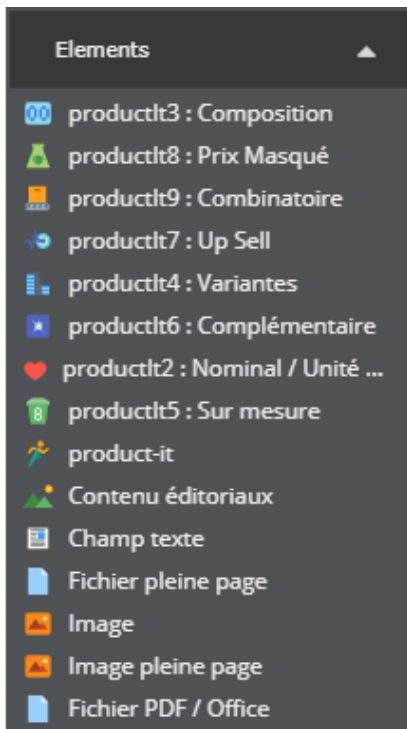 Elements
productIt3 : Composition
productIt8 : Prix Masqué
productIt9 : Combinatoire
productIt7 : Up Sell
productIt4 : Variantes
productIt6 : Complémentaire
productIt2 : Nominal / Unité ...
productIt5 : Sur mesure
product-it
Contenu éditoriaux
Champ texte
Fichier pleine page
Image
Image pleine page
Fichier PDF / Office